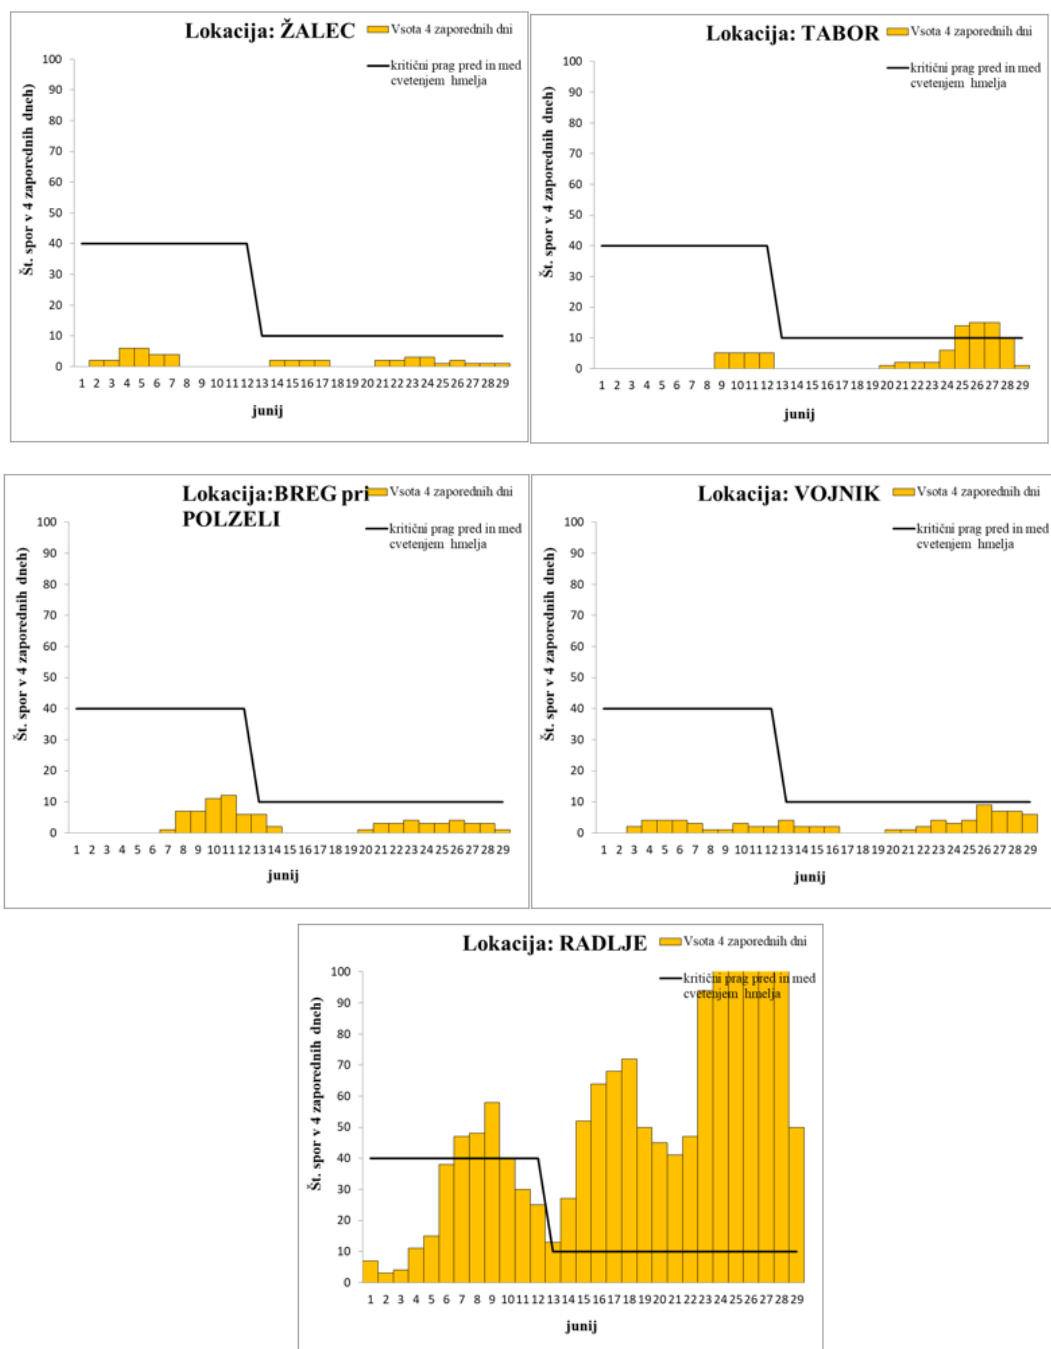 Lokacija: ŽALEC
Vsota 4 zaporednih dni
kritični prag pred in med
cvetenjem hmelja
Št. spor v 4 zaporednih dneh)
100
90
80
70
60
50
40
30
20
10
0
1 2 3 4 5 6 7 8 9 10 11 12 13 14 15 16 17 18 19 20 21 22 23 24 25 26 27 28 29
junij
Lokacija: TABOR
Vsota 4 zaporednih dni
kritični prag pred in med
cvetenjem hmelja
Št. spor v 4 zaporednih dneh)
100
90
80
70
60
50
40
30
20
10
0
1 2 3 4 5 6 7 8 9 10 11 12 13 14 15 16 17 18 19 20 21 22 23 24 25 26 27 28 29
junij
Lokacija:BREG pri
POLZELI
Vsota 4 zaporednih dni
kritični prag pred in med
cvetenjem hmelja
Št. spor v 4 zaporednih dneh)
100
90
80
70
60
50
40
30
20
10
0
1 2 3 4 5 6 7 8 9 10 11 12 13 14 15 16 17 18 19 20 21 22 23 24 25 26 27 28 29
junij
Lokacija: VOJNIK
Vsota 4 zaporednih dni
kritični prag pred in med
cvetenjem hmelja
Št. spor v 4 zaporednih dneh)
100
90
80
70
60
50
40
30
20
10
0
1 2 3 4 5 6 7 8 9 10 11 12 13 14 15 16 17 18 19 20 21 22 23 24 25 26 27 28 29
junij
Lokacija: RADLJE
Vsota 4 zaporednih dni
kritični prag pred in med
cvetenjem hmelja
Št. spor v 4 zaporednih dneh)
100
90
80
70
60
50
40
30
20
10
0
1 2 3 4 5 6 7 8 9 10 11 12 13 14 15 16 17 18 19 20 21 22 23 24 25 26 27 28 29
junij